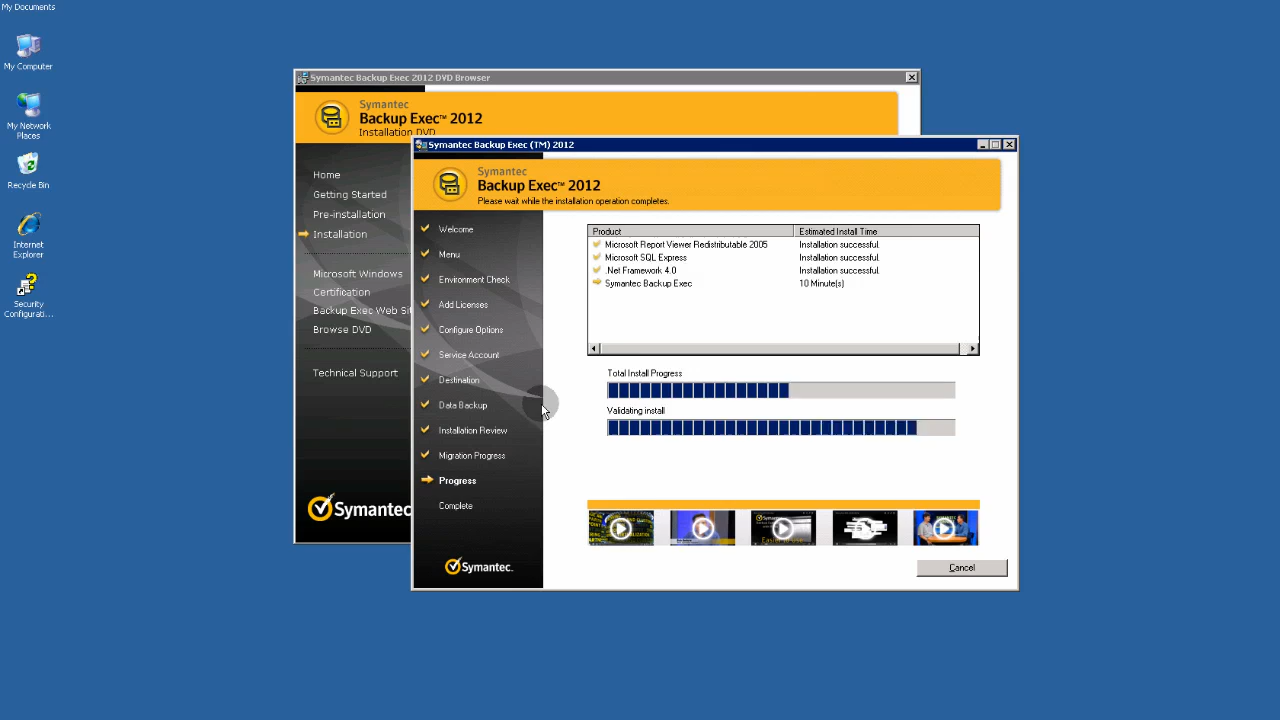 My Documents
My Computer
My Network
Places
Recycle Bin
Internet
Explorer
Security
Configurati...
Symantec Backup Exec 2012 DVD Browser
Symantec
Backup Exec™ 2012
Installation DVD
Home
Getting Started
Pre-installation
Installation
Microsoft Windows
Certification
Backup Exec Web Sit
Browse DVD
Technical Support
Symantec
Symantec Backup Exec (TM) 2012
Symantec
Backup Exec™ 2012
Please wait while the installation operation completes.
Welcome
Menu
Environment Check
Add Licenses
Configure Options
Service Account
Destination
Data Backup
Installation Review
Migration Progress
Progress
Complete
Symantec.
Product Estimated Install Time
Microsoft Report Viewer Redistributable 2005 Installation successful.
Microsoft SQL Express Installation successful.
.Net Framework 4.0 Installation successful.
Symantec Backup Exec 10 Minute(s)
Total Install Progress
Validating install
Cancel